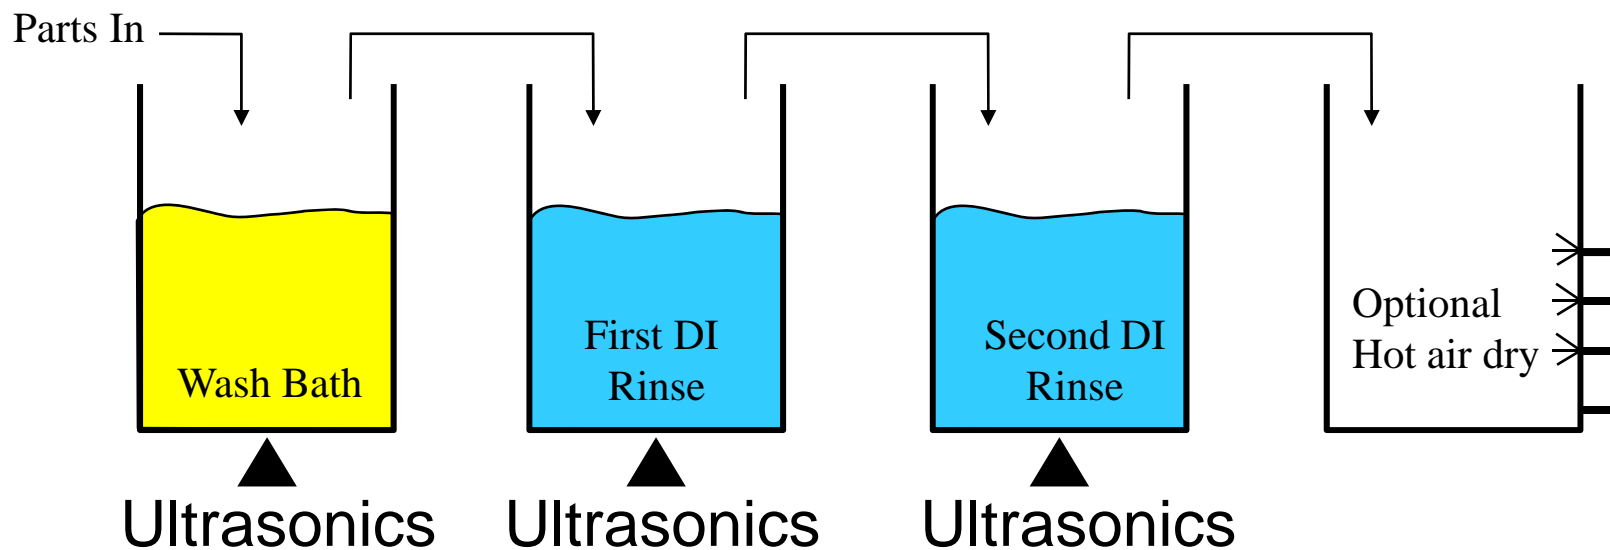 Parts In
Wash Bath
First DI
Rinse
Second DI
Rinse
Optional
Hot air dry
Ultrasonics
Ultrasonics
Ultrasonics